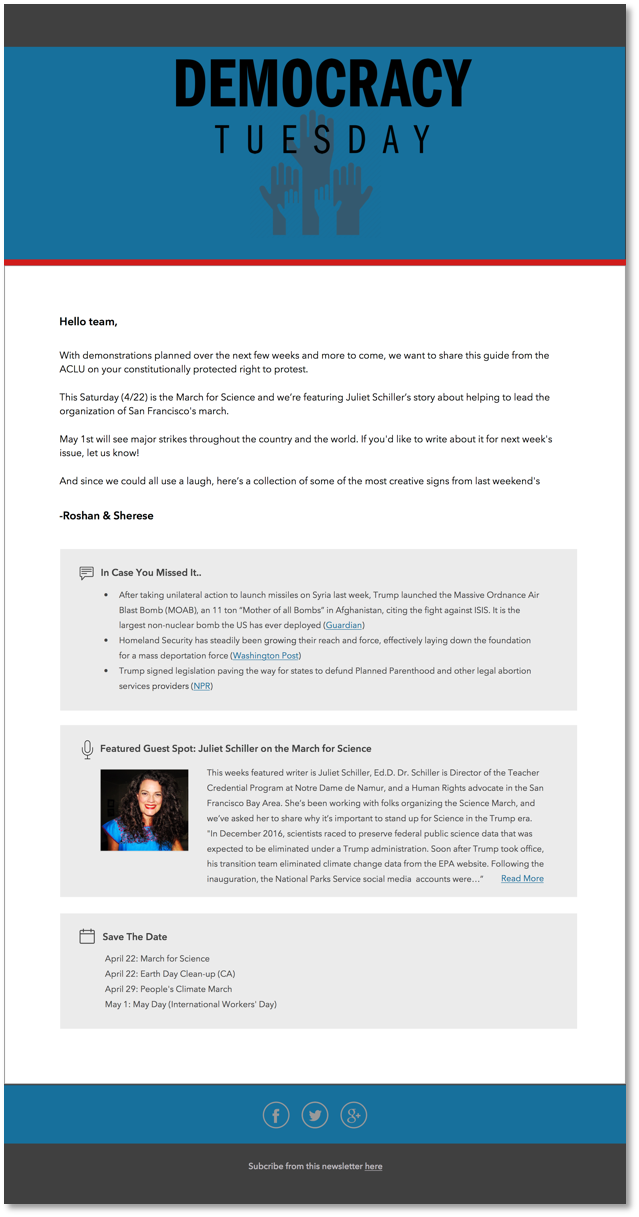 DEMOCRACY
TUESDAY
Hello team,
With demonstrations planned over the next few weeks and more to come, we want to share this guide from the
ACLU on your constitutionally protected right to protest.
This Saturday (4/22) is the March for Science and we're featuring Juliet Schiller's story about helping to lead the
organization of San Francisco's march.
May 1st will see major strikes throughout the country and the world. If you'd like to write about it for next week's
issue, let us know!
And since we could all use a laugh, here's a collection of some of the most creative signs from last weekend's
-Roshan & Sherese
In Case You Missed It..
• After taking unilateral action to launch missiles on Syria last week, Trump launched the Massive Ordnance Air
Blast Bomb (MOAB), an 11 ton “Mother of all Bombs” in Afghanistan, citing the fight against ISIS. It is the
largest non-nuclear bomb the US has ever deployed (Guardian)
• Homeland Security has steadily been growing their reach and force, effectively laying down the foundation
for a mass deportation force (Washington Post)
• Trump signed legislation paving the way for states to defund Planned Parenthood and other legal abortion
services providers (NPR)
Featured Guest Spot: Juliet Schiller on the March for Science
This weeks featured writer is Juliet Schiller, Ed.D. Dr. Schiller is Director of the Teacher
Credential Program at Notre Dame de Namur, and a Human Rights advocate in the San
Francisco Bay Area. She's been working with folks organizing the Science March, and
we've asked her to share why it's important to stand up for Science in the Trump era.
"In December 2016, scientists raced to preserve federal public science data that was
expected to be eliminated under a Trump administration. Soon after Trump took office,
his transition team eliminated climate change data from the EPA website. Following the
inauguration, the National Parks Service social media accounts were…” Read More
Save The Date
April 22: March for Science
April 22: Earth Day Clean-up (CA)
April 29: People's Climate March
May 1: May Day (International Workers' Day)
Subcribe from this newsletter here